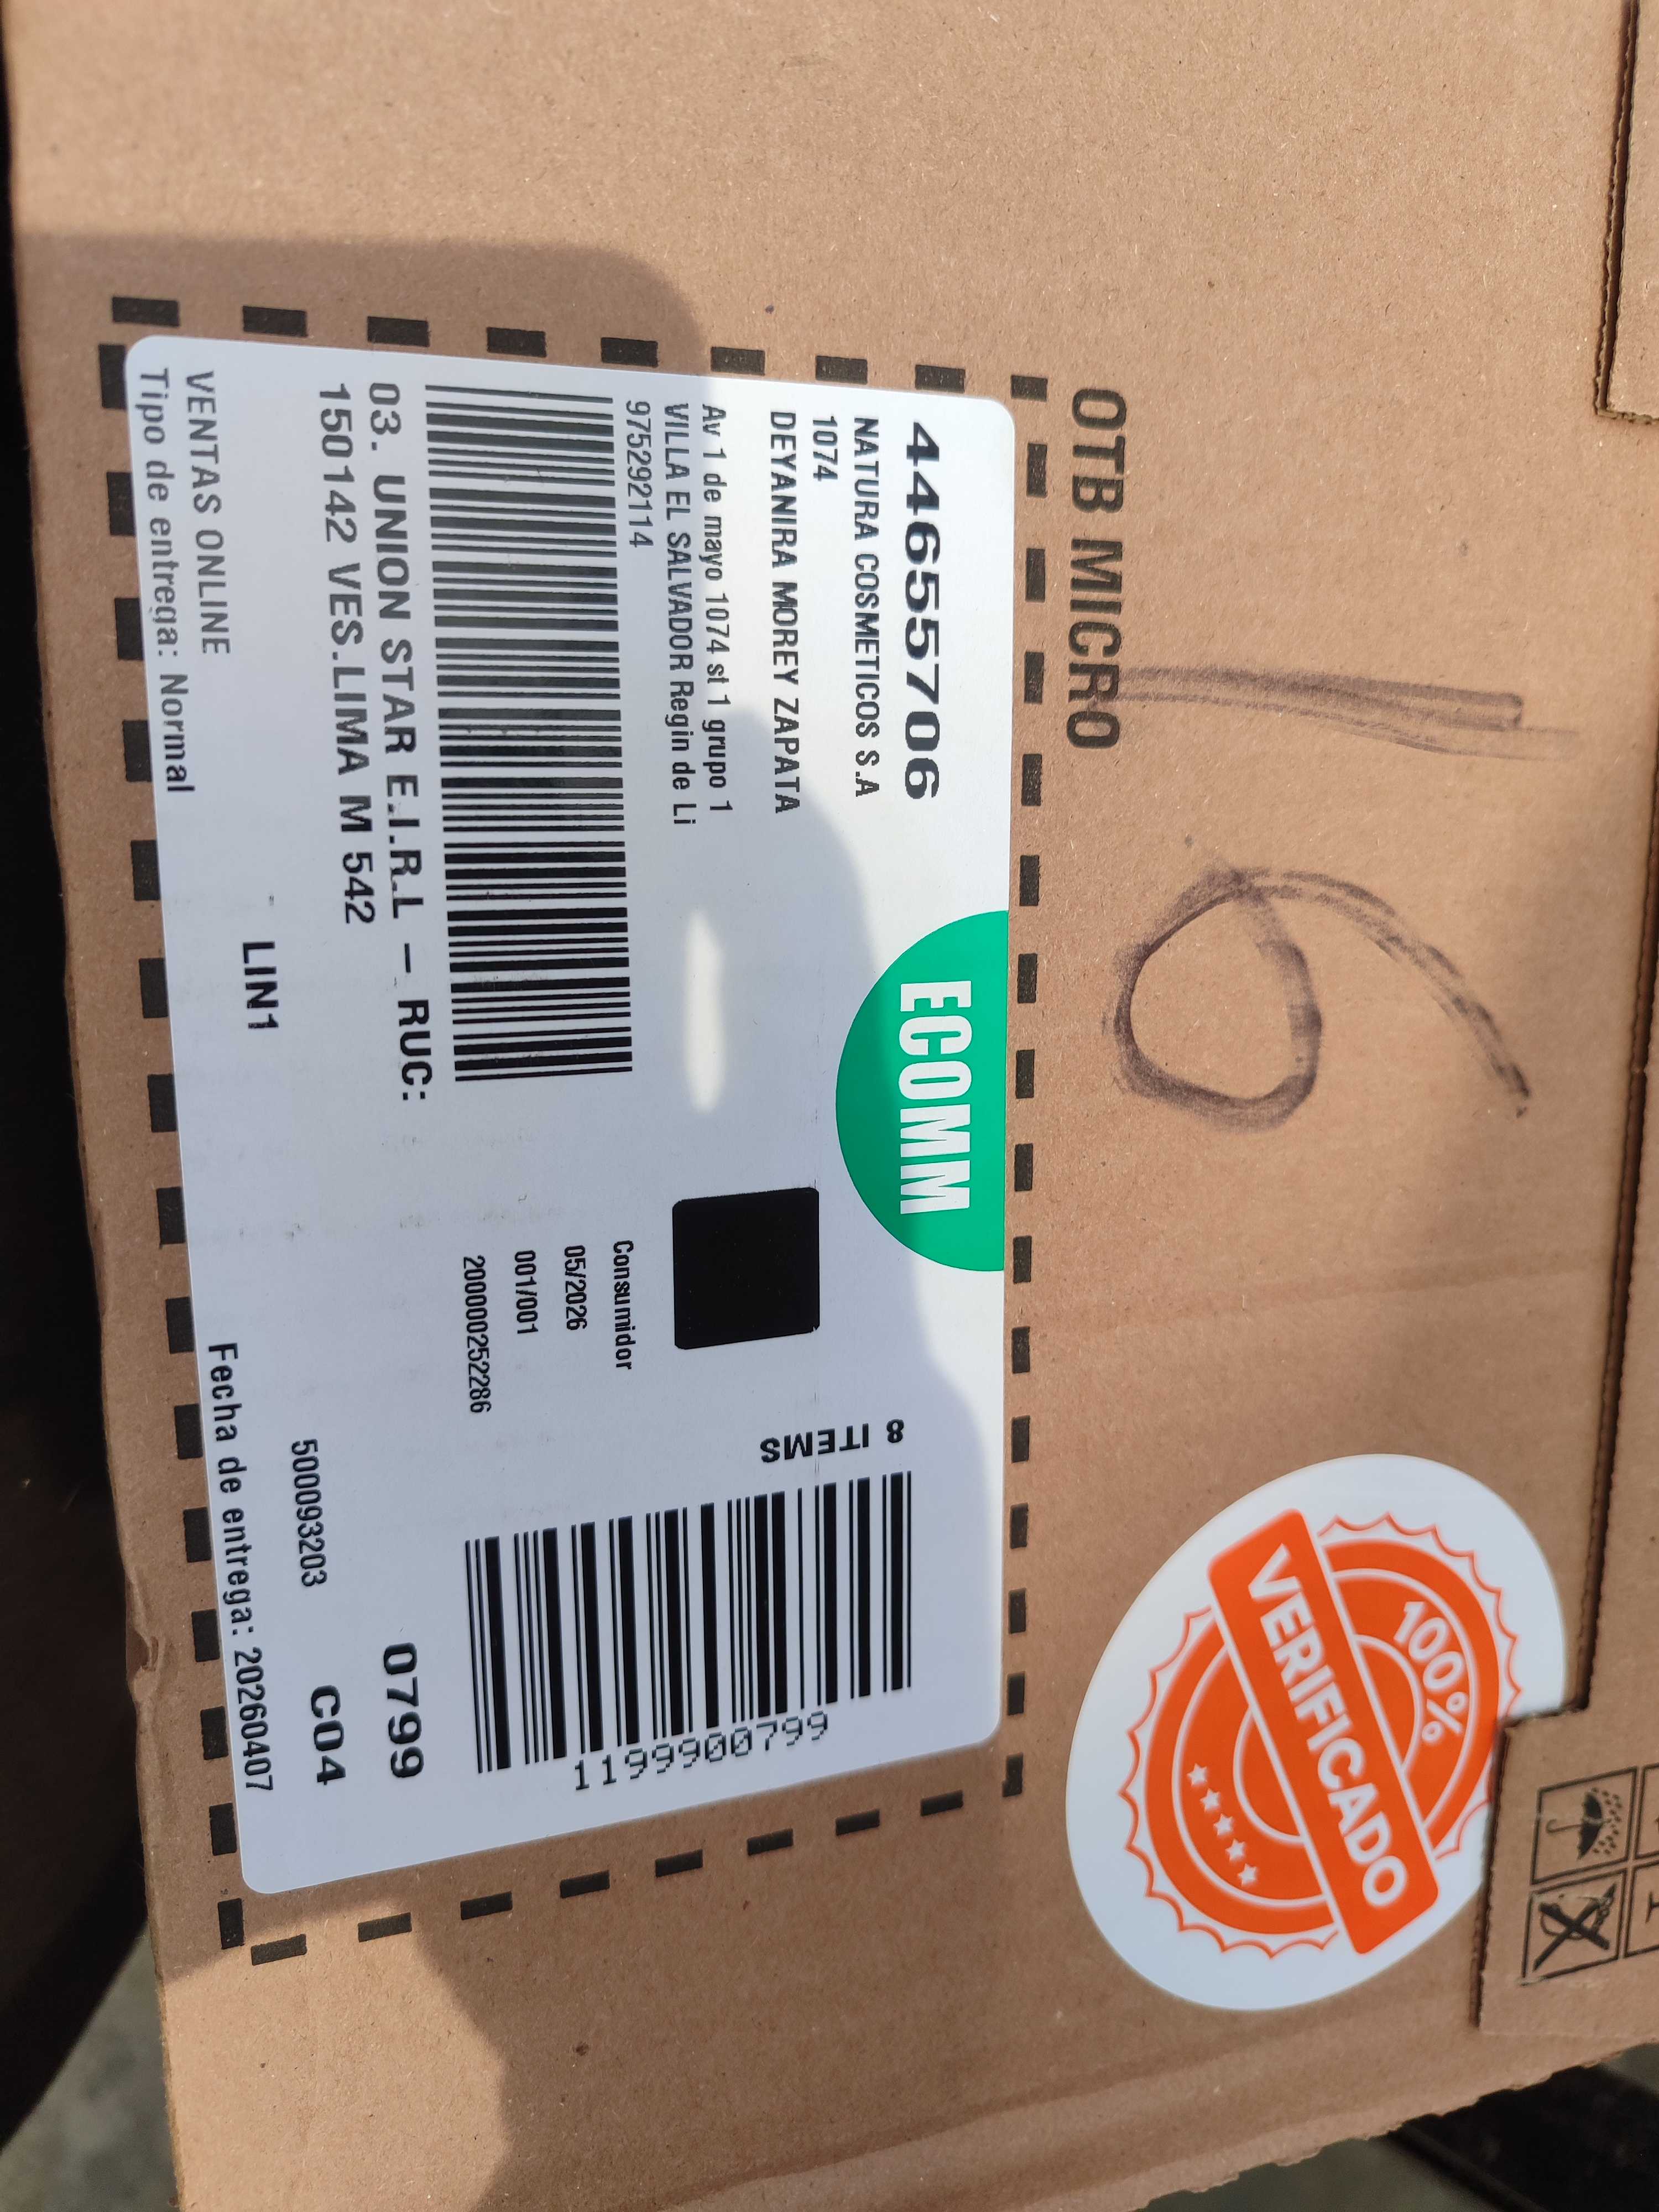 OTB MICRO
16
100%
VERIFICADO
446555706
ECOMM
NATURA COSMETICOS S.A
1074
DEYANIRA MOREY ZAPATA
Av 1 de mayo 1074 st 1 grupo 1
VILLA EL SALVADOR Regin de Li
975292114
8 ITEMS
1199900799
Consumidor
05/2026
001/001
200000252286
03. UNION STAR E.I.R.L - RUC:
0799
150142 VES.LIMA M 542
C04
500093203
LIN1
VENTAS ONLINE
Fecha de entrega: 20260407
Tipo de entrega: Normal